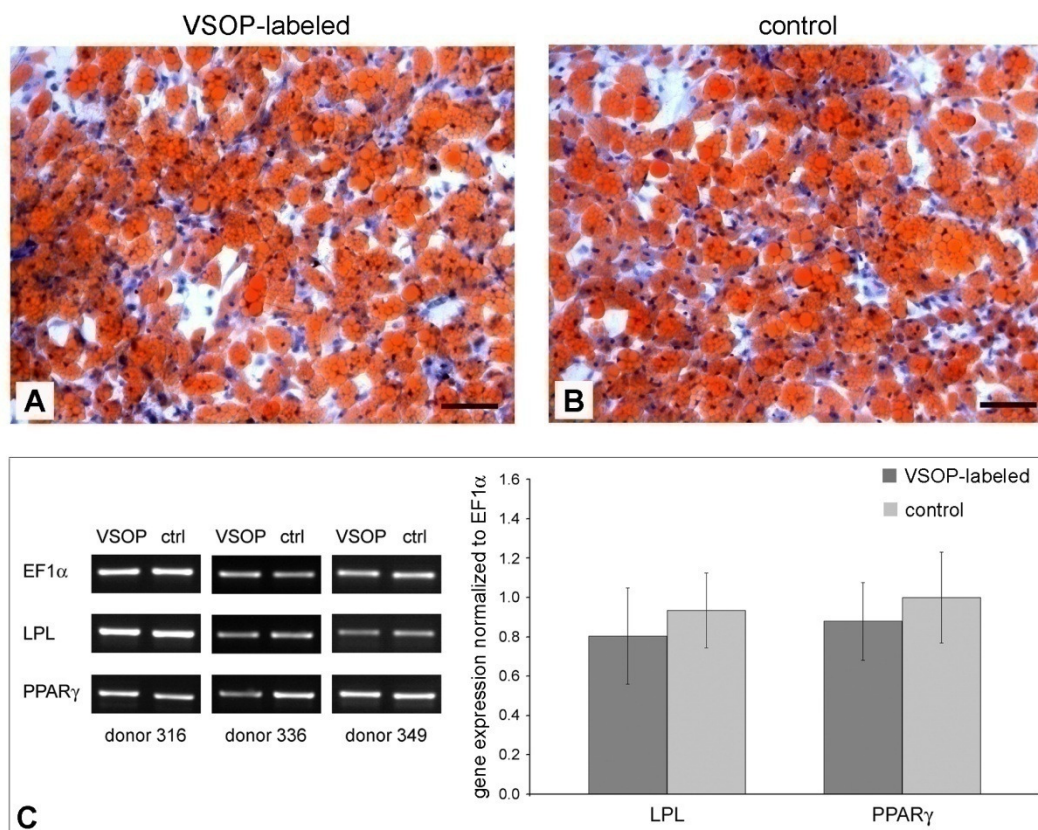 VSOP-labeled
control
A
B
VSOP ctrl VSOP ctrl VSOP ctrl
EF1α
LPL
PPARγ
donor 316 donor 336 donor 349
C
gene expression normalized to EF1α
1.6
1.4
1.2
1.0
0.8
0.6
0.4
0.2
0.0
LPL PPARγ
VSOP-labeled
control